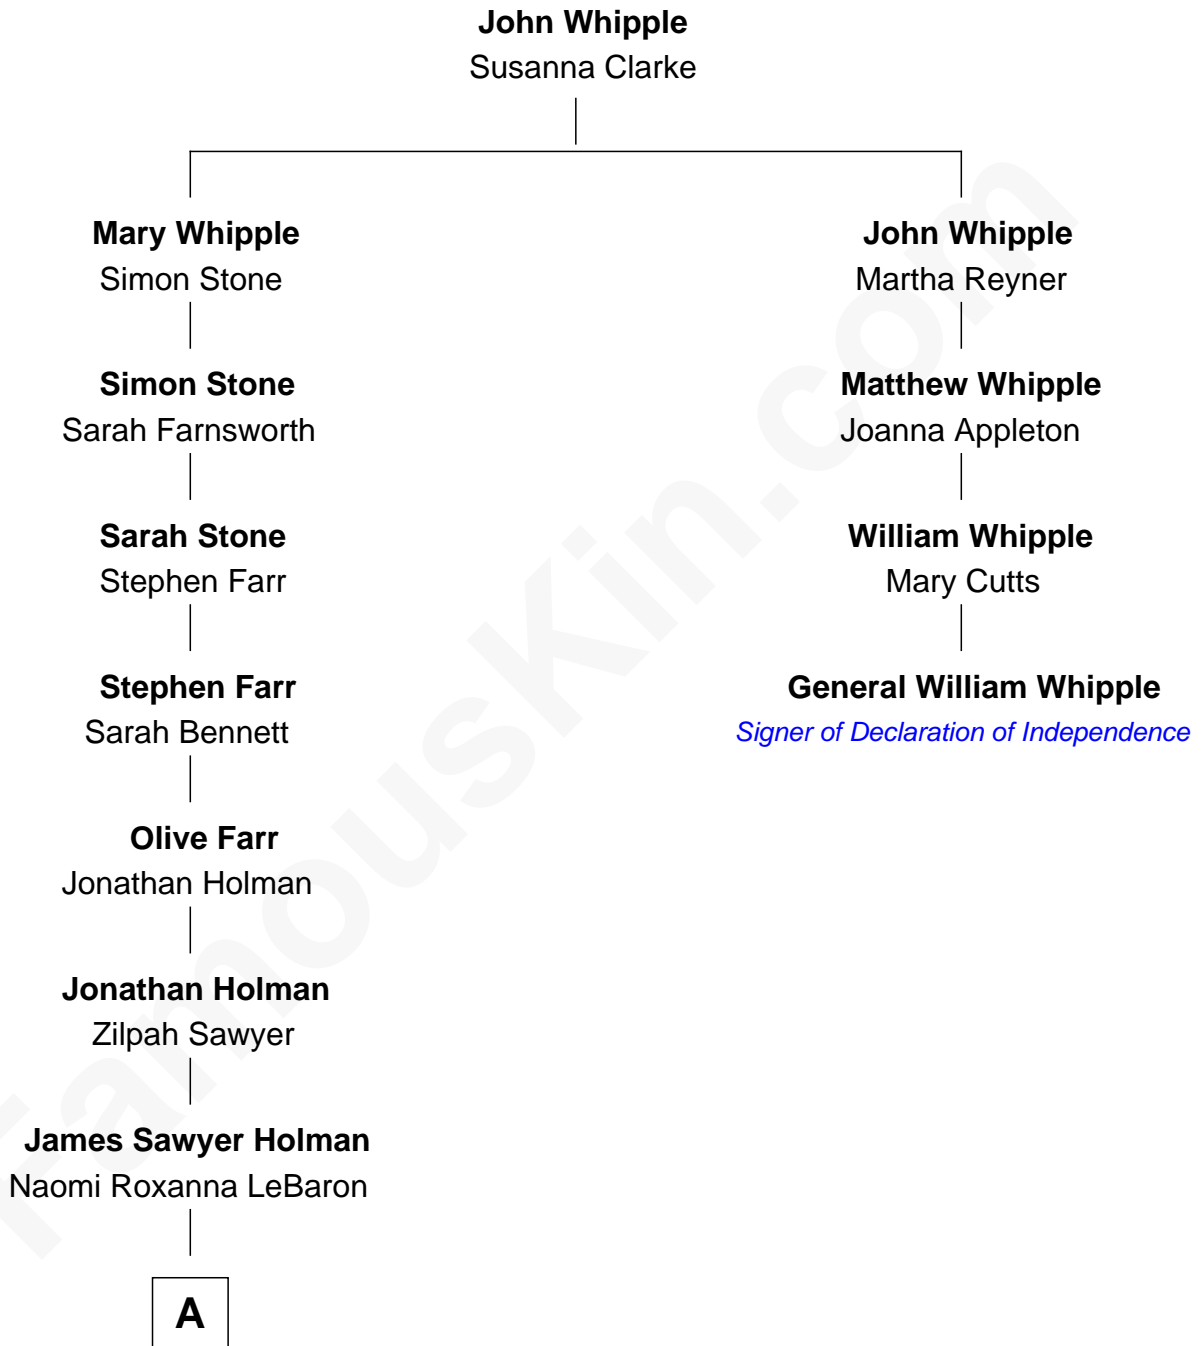 John Whipple
Susanna Clarke
Mary Whipple
Simon Stone
John Whipple
Martha Reyner
Simon Stone
Sarah Farnsworth
Matthew Whipple
Joanna Appleton
Sarah Stone
Stephen Farr
William Whipple
Mary Cutts
Stephen Farr
Sarah Bennett
General William Whipple
Signer of Declaration of Independence
Olive Farr
Jonathan Holman
Jonathan Holman
Zilpah Sawyer
James Sawyer Holman
Naomi Roxanna LeBaron
A
FamousKin.com